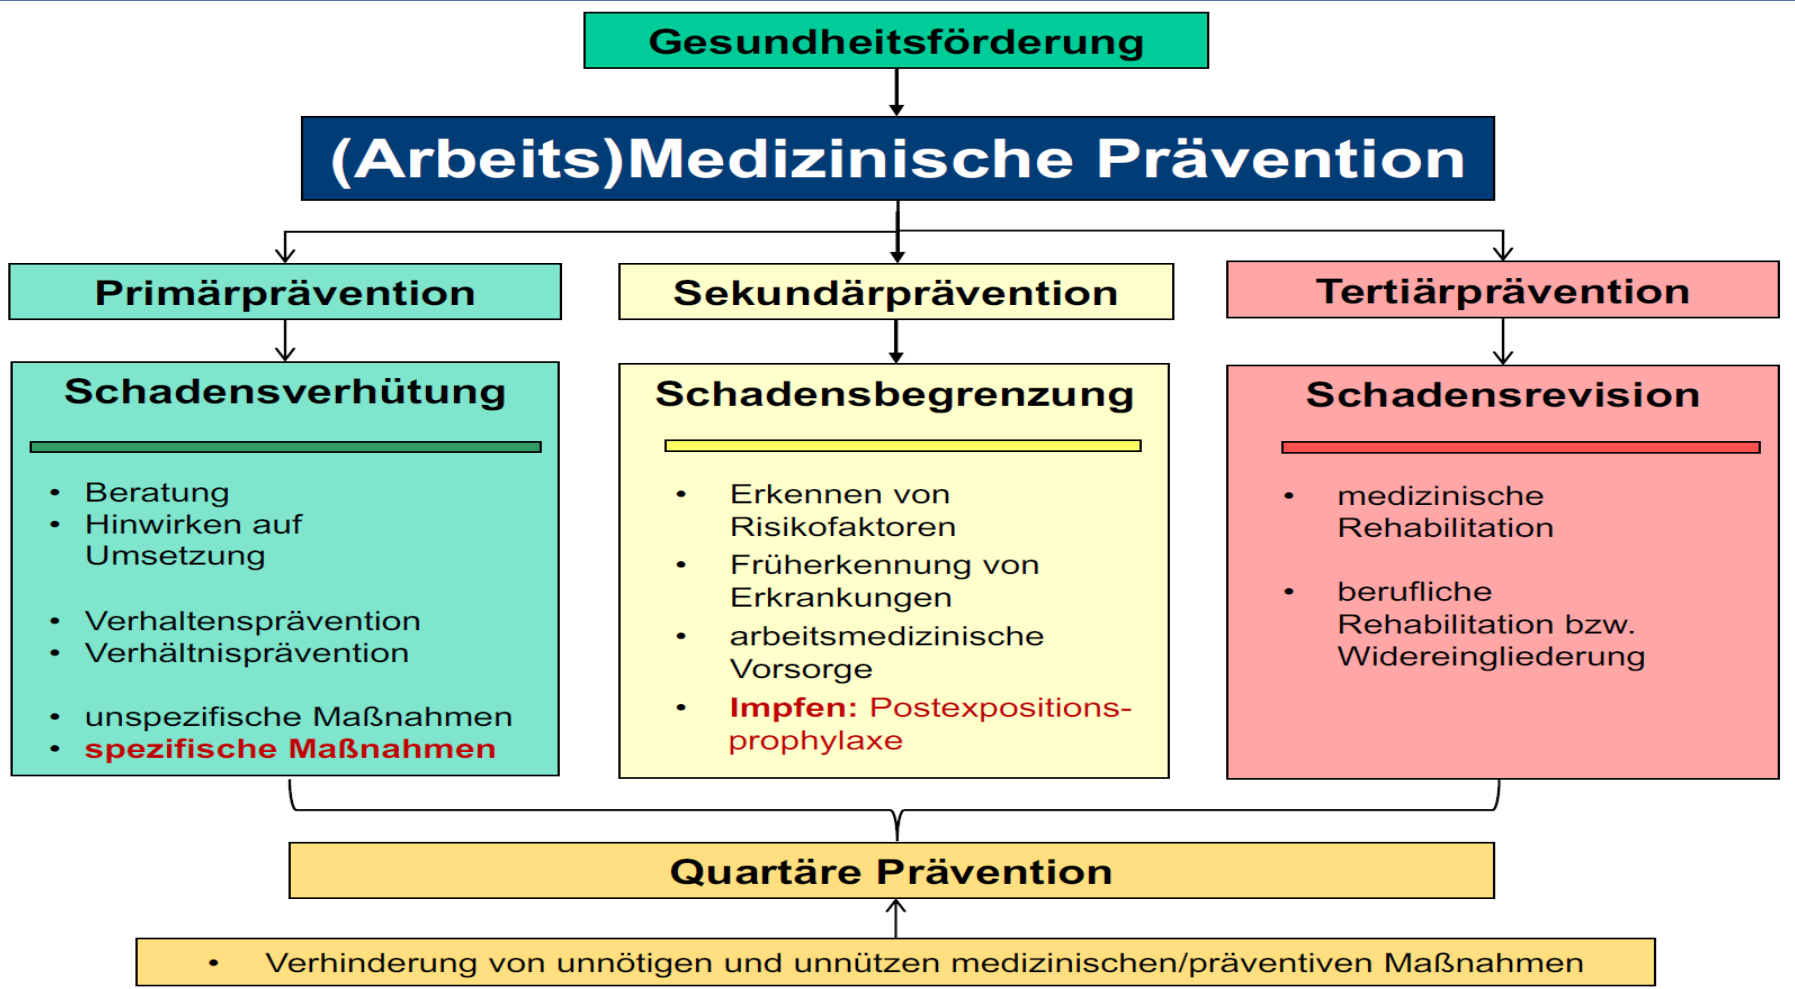 Gesundheitsförderung
(Arbeits)Medizinische Prävention
Primärprävention
Schadensverhütung
• Beratung
• Hinwirken auf
Umsetzung
• Verhaltensprävention
• Verhältnisprävention
• unspezifische Maßnahmen
• spezifische Maßnahmen
Sekundärprävention
Schadensbegrenzung
• Erkennen von
Risikofaktoren
• Früherkennung von
Erkrankungen
• arbeitsmedizinische
Vorsorge
• Impfen: Postexpositions-
prophylaxe
Tertiärprävention
Schadensrevision
• medizinische
Rehabilitation
• berufliche
Rehabilitation bzw.
Widereingliederung
Quartäre Prävention
• Verhinderung von unnötigen und unnützen medizinischen/präventiven Maßnahmen